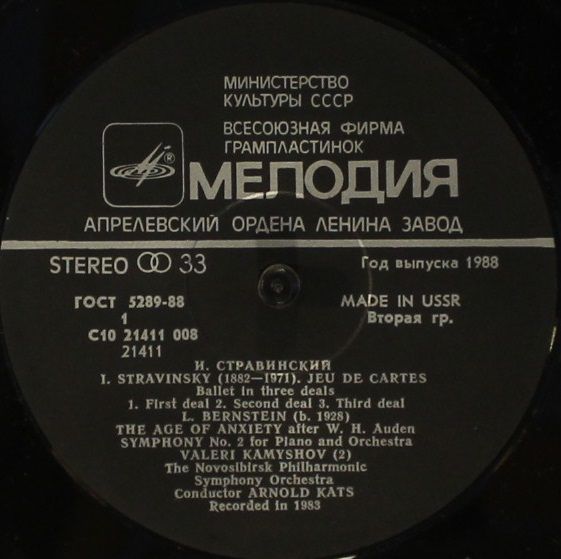 МИНИСТЕРСТВО
КУЛЬТУРЫ СССР
ВСЕСОЮЗНАЯ ФИРМА
ГРАМПЛАСТИНОК
®
МЕЛОДИЯ
АПРЕЛЕВСКИЙ ОРДЕНА ЛЕНИНА ЗАВОД
STEREO 33 Год выпуска 1988
ГОСТ 5289-88 MADE IN USSR
1 Вторая гр.
С10 21411 008
21411
И. СТРАВИНСКИЙ
I. STRAVINSKY (1882—1971). JEU DE CARTES
Ballet in three deals
1. First deal 2. Second deal 3. Third deal
L. BERNSTEIN (b. 1928)
THE AGE OF ANXIETY after W. H. Auden
SYMPHONY No. 2 for Piano and Orchestra
VALERI KAMYSHOV (2)
The Novosibirsk Philharmonic
Symphony Orchestra
Conductor ARNOLD KATS
Recorded in 1983